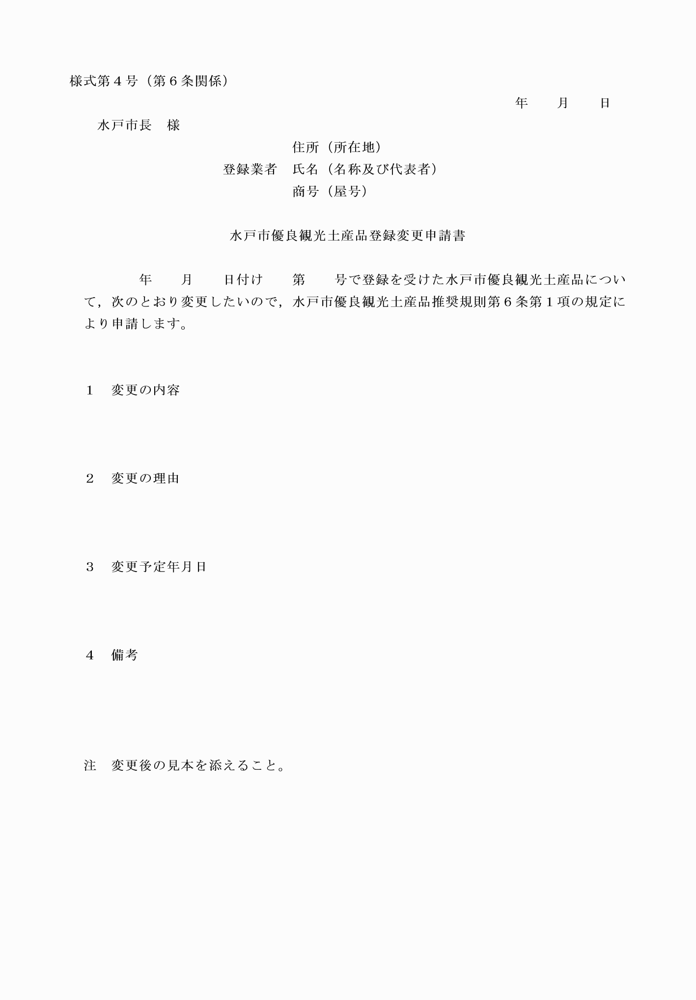 様式第４号（第６条関係）
年　　月　　日
水戸市長　様
住所（所在地）
登録業者　氏名（名称及び代表者）
商号（屋号）
水戸市優良観光土産品登録変更申請書
年　　月　　日付け　　第　　号で登録を受けた水戸市優良観光土産品につい
て，次のとおり変更したいので，水戸市優良観光土産品推奨規則第６条第１項の規定に
より申請します。
１　変更の内容
２　変更の理由
３　変更予定年月日
４　備考
注　変更後の見本を添えること。